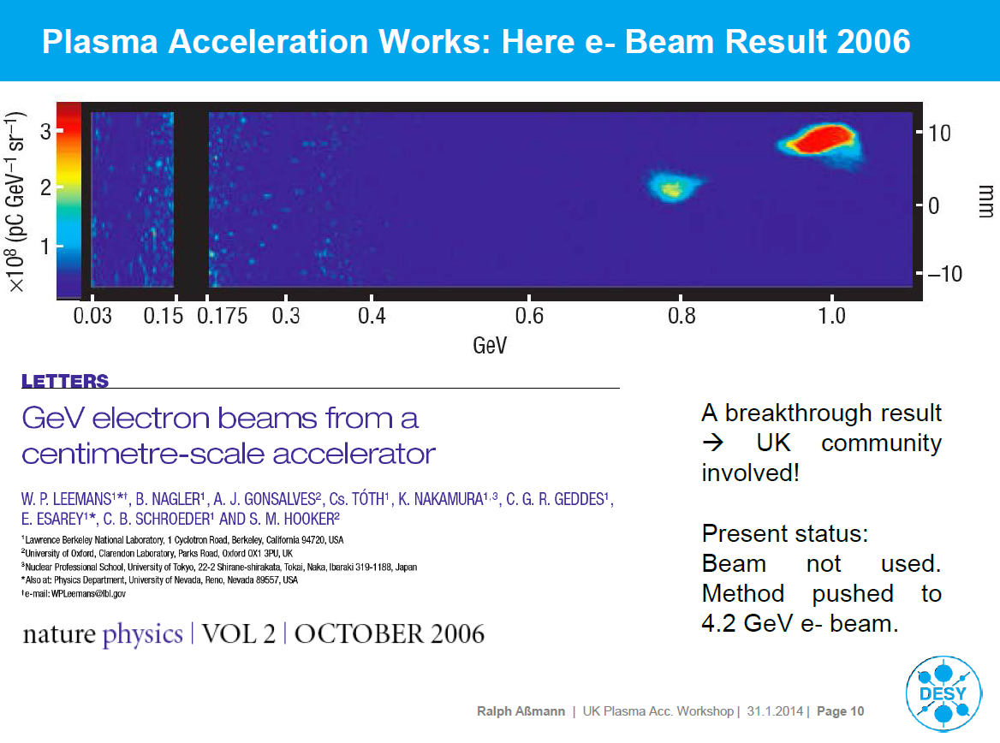 Plasma Acceleration Works: Here e- Beam Result 2006
×10⁸ (pC GeV⁻¹ sr⁻¹)
3
2
1
10
0
–10
mm
0.03 0.15 0.175 0.3 0.4 0.6 0.8 1.0
GeV
LETTERS
GeV electron beams from a
centimetre-scale accelerator
W. P. LEEMANS¹*†, B. NAGLER¹, A. J. GONSALVES², Cs. TÓTH¹, K. NAKAMURA¹,³, C. G. R. GEDDES¹,
E. ESAREY¹*, C. B. SCHROEDER¹ AND S. M. HOOKER²
¹Lawrence Berkeley National Laboratory, 1 Cyclotron Road, Berkeley, California 94720, USA
²University of Oxford, Clarendon Laboratory, Parks Road, Oxford OX1 3PU, UK
³Nuclear Professional School, University of Tokyo, 22-2 Shirane-shirakata, Tokai, Naka, Ibaraki 319-1188, Japan
*Also at: Physics Department, University of Nevada, Reno, Nevada 89557, USA
†e-mail: WPLeemans@lbl.gov
nature physics | VOL 2 | OCTOBER 2006
A breakthrough result
→ UK community
involved!
Present status:
Beam not used.
Method pushed to
4.2 GeV e- beam.
DESY
Ralph Aßmann | UK Plasma Acc. Workshop | 31.1.2014 | Page 10